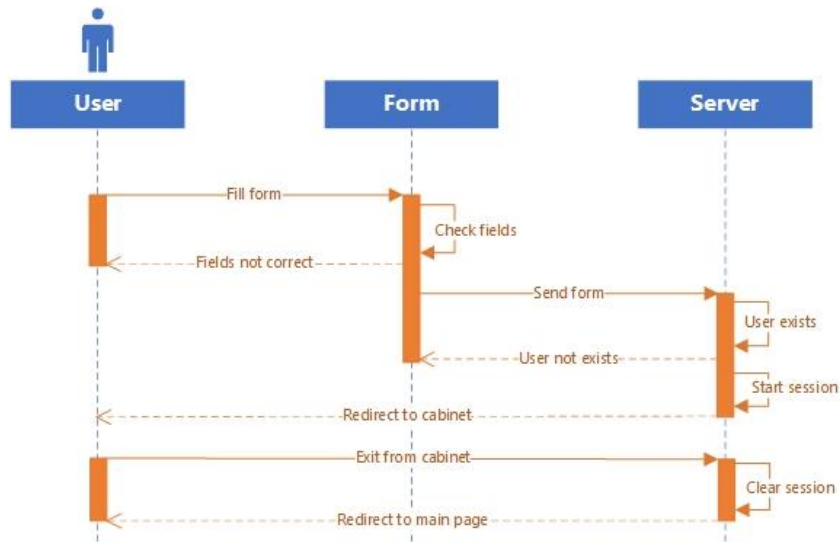 User
Form
Server
Fill form
Check fields
Fields not correct
Send form
User exists
User not exists
Start session
Redirect to cabinet
Exit from cabinet
Clear session
Redirect to main page